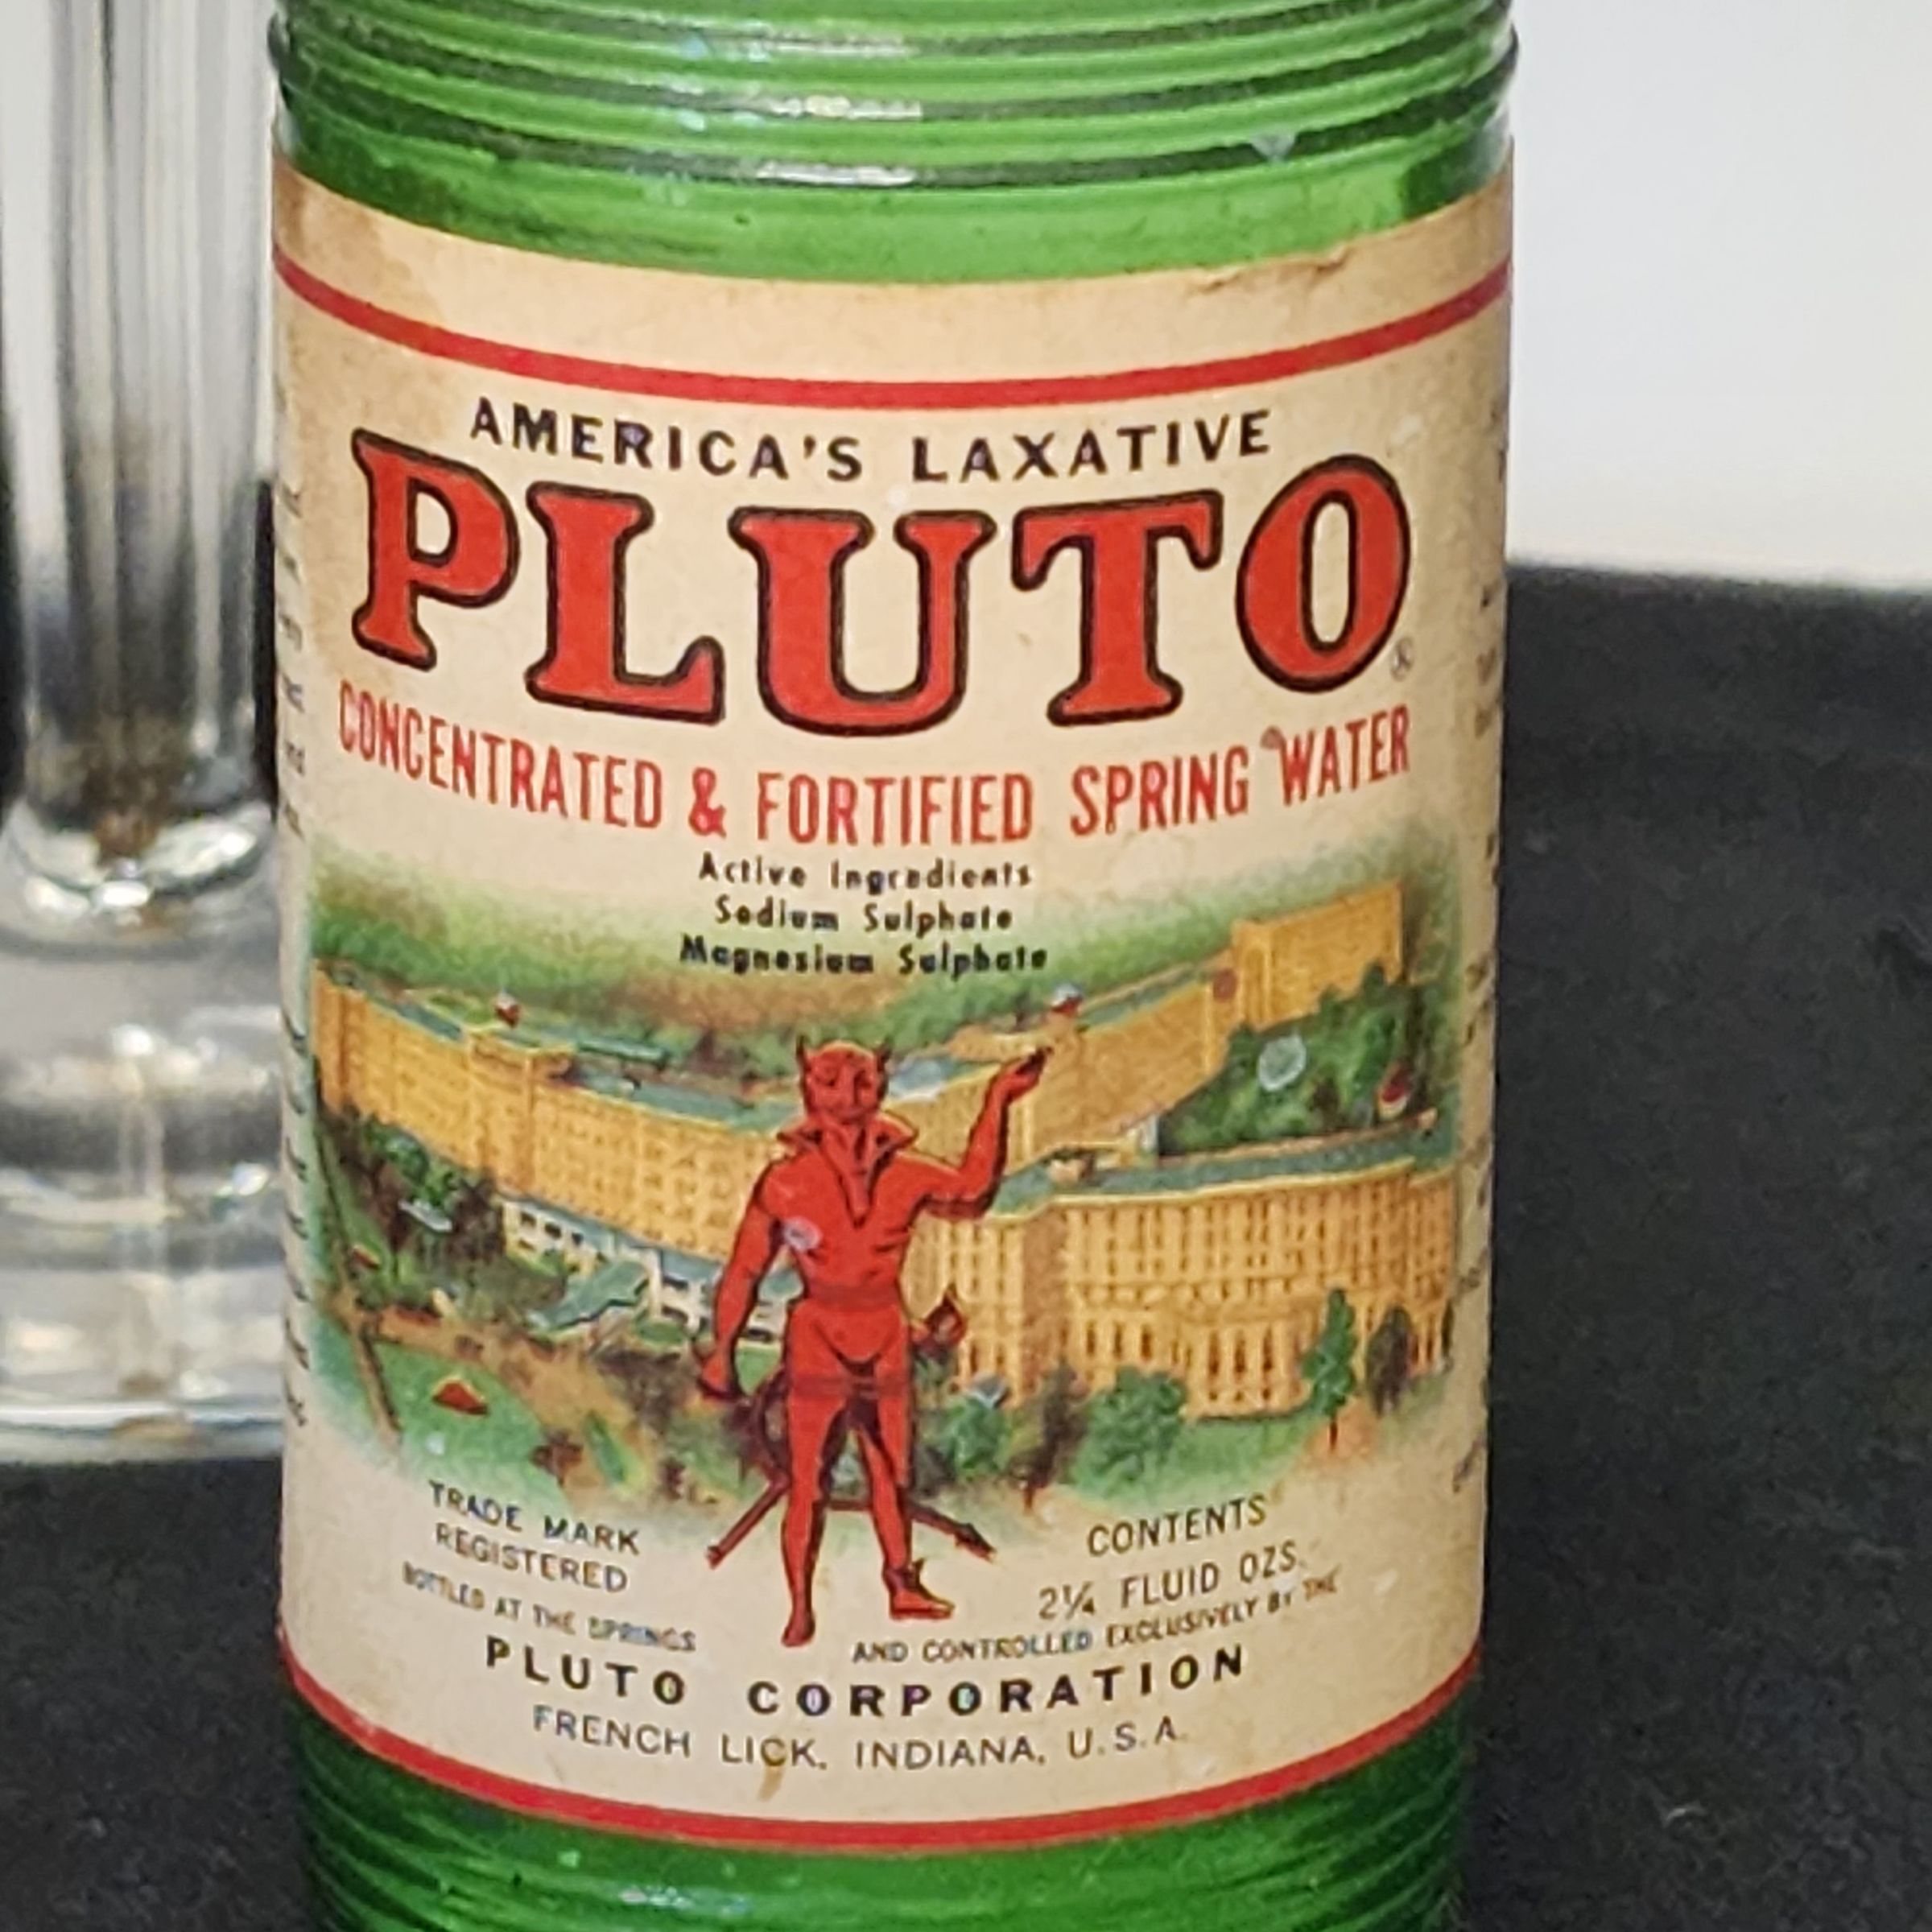 AMERICA'S LAXATIVE
PLUTO®
CONCENTRATED & FORTIFIED SPRING WATER
Active Ingredients
Sodium Sulphate
Magnesium Sulphate
TRADE MARK
REGISTERED
CONTENTS
2¼ FLUID OZS.
BOTTLED AT THE SPRINGS AND CONTROLLED EXCLUSIVELY BY THE
PLUTO CORPORATION
FRENCH LICK, INDIANA, U.S.A.